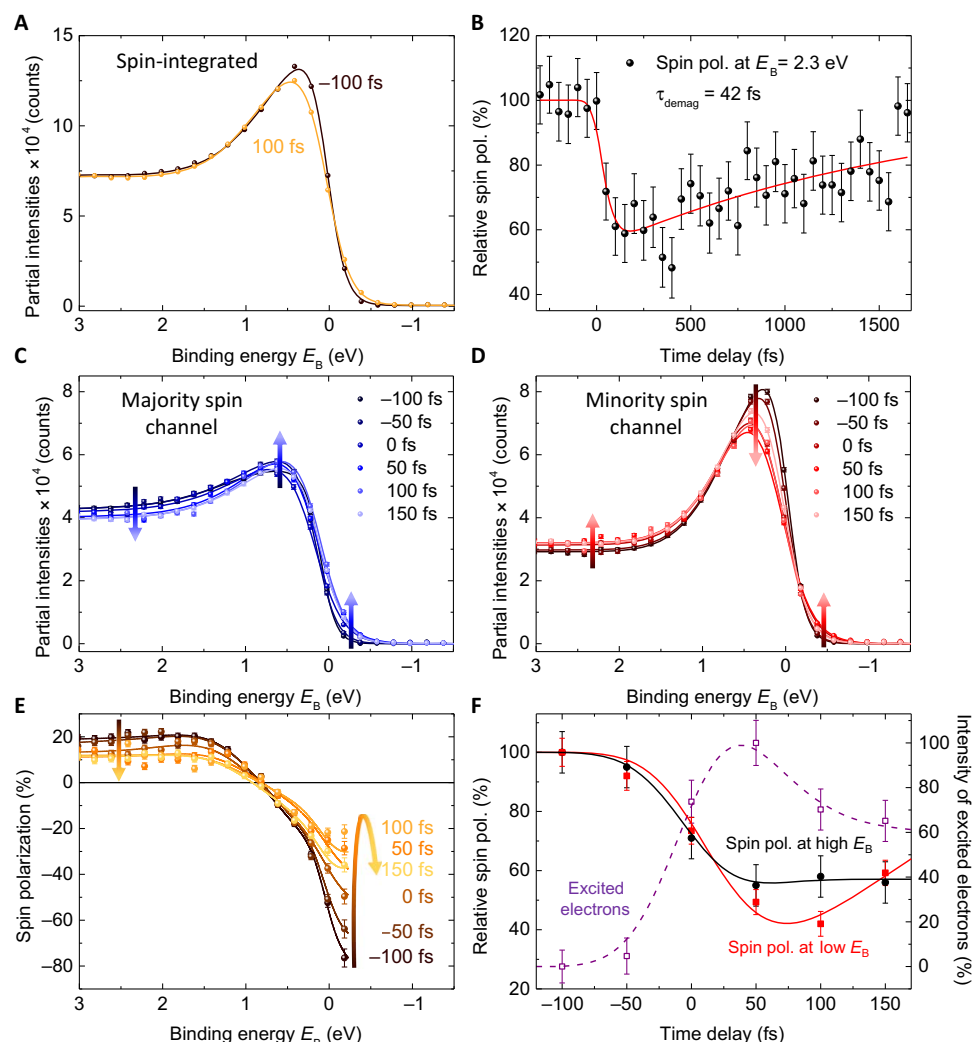 A
Spin-integrated
–100 fs
100 fs
15
10
5
0
3
2
1
0
–1
Partial intensities × 10⁴ (counts)
Binding energy E_B (eV)
B
Spin pol. at E_B = 2.3 eV
τ_demag = 42 fs
120
100
80
60
40
0
500
1000
1500
Relative spin pol. (%)
Time delay (fs)
C
Majority spin
channel
–100 fs
–50 fs
0 fs
50 fs
100 fs
150 fs
8
6
4
2
0
3
2
1
0
–1
Partial intensities × 10⁴ (counts)
Binding energy E_B (eV)
D
Minority spin
channel
–100 fs
–50 fs
0 fs
50 fs
100 fs
150 fs
8
6
4
2
0
3
2
1
0
–1
Partial intensities × 10⁴ (counts)
Binding energy E_B (eV)
E
20
0
–20
–40
–60
–80
100 fs
50 fs
150 fs
0 fs
–50 fs
–100 fs
3
2
1
0
–1
Spin polarization (%)
Binding energy E_B (eV)
F
100
80
60
40
20
100
80
60
40
20
0
Spin pol. at high E_B
Excited
electrons
Spin pol. at low E_B
–100
–50
0
50
100
150
Relative spin pol. (%)
Intensity of excited
electrons (%)
Time delay (fs)